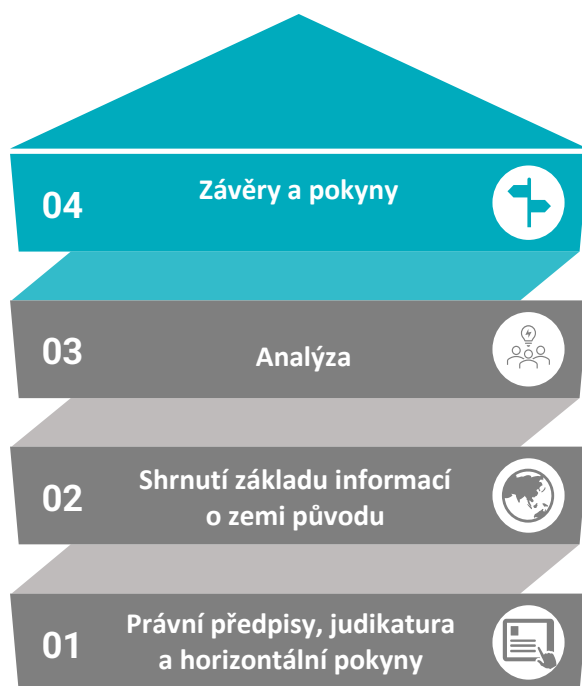 04
Závěry a pokyny
03
Analýza
02
Shrnutí základu informací
o zemi původu
01
Právní předpisy, judikatura
a horizontální pokyny